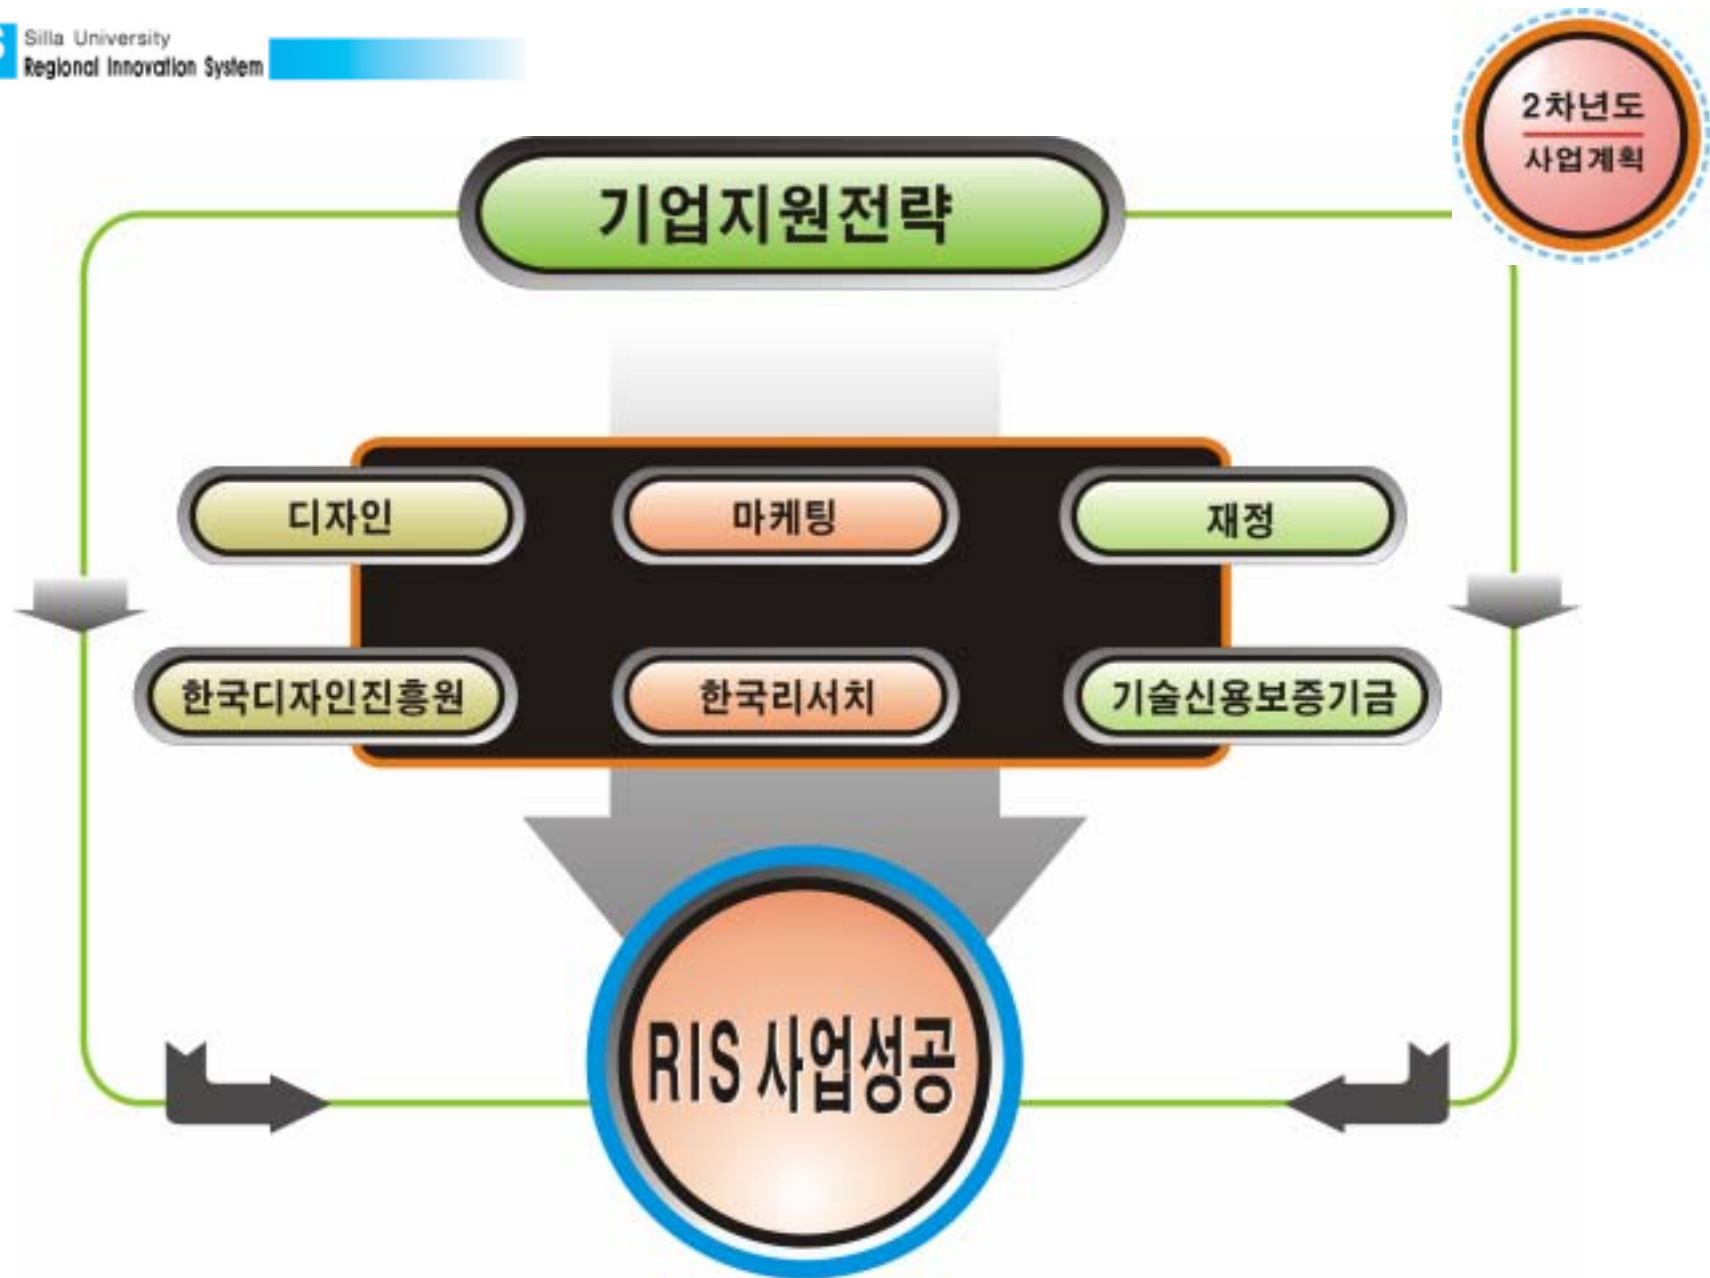 Silla University
Regional Innovation System
2차년도
사업계획
기업지원전략
디자인
마케팅
재정
한국디자인진흥원
한국리서치
기술신용보증기금
RIS 사업성공